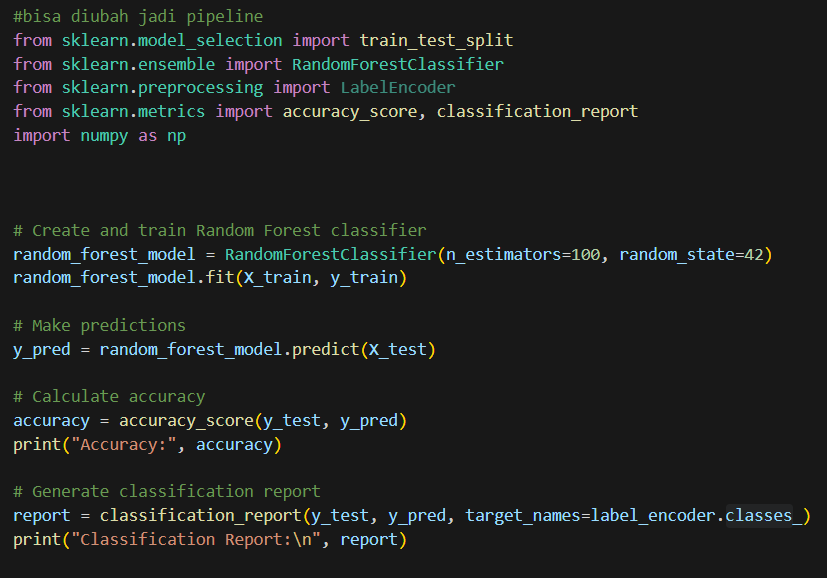 #bisa diubah jadi pipeline
from sklearn.model_selection import train_test_split
from sklearn.ensemble import RandomForestClassifier
from sklearn.preprocessing import LabelEncoder
from sklearn.metrics import accuracy_score, classification_report
import numpy as np
# Create and train Random Forest classifier
random_forest_model = RandomForestClassifier(n_estimators=100, random_state=42)
random_forest_model.fit(X_train, y_train)
# Make predictions
y_pred = random_forest_model.predict(X_test)
# Calculate accuracy
accuracy = accuracy_score(y_test, y_pred)
print("Accuracy:", accuracy)
# Generate classification report
report = classification_report(y_test, y_pred, target_names=label_encoder.classes_)
print("Classification Report:\n", report)